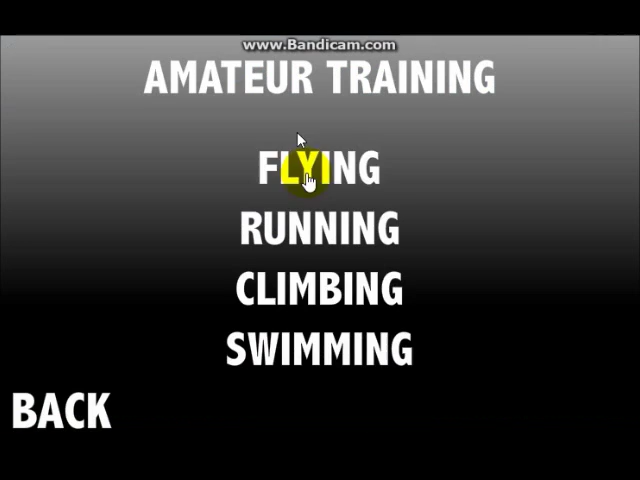 www.Bandicam.com
AMATEUR TRAINING
FLYING
RUNNING
CLIMBING
SWIMMING
BACK